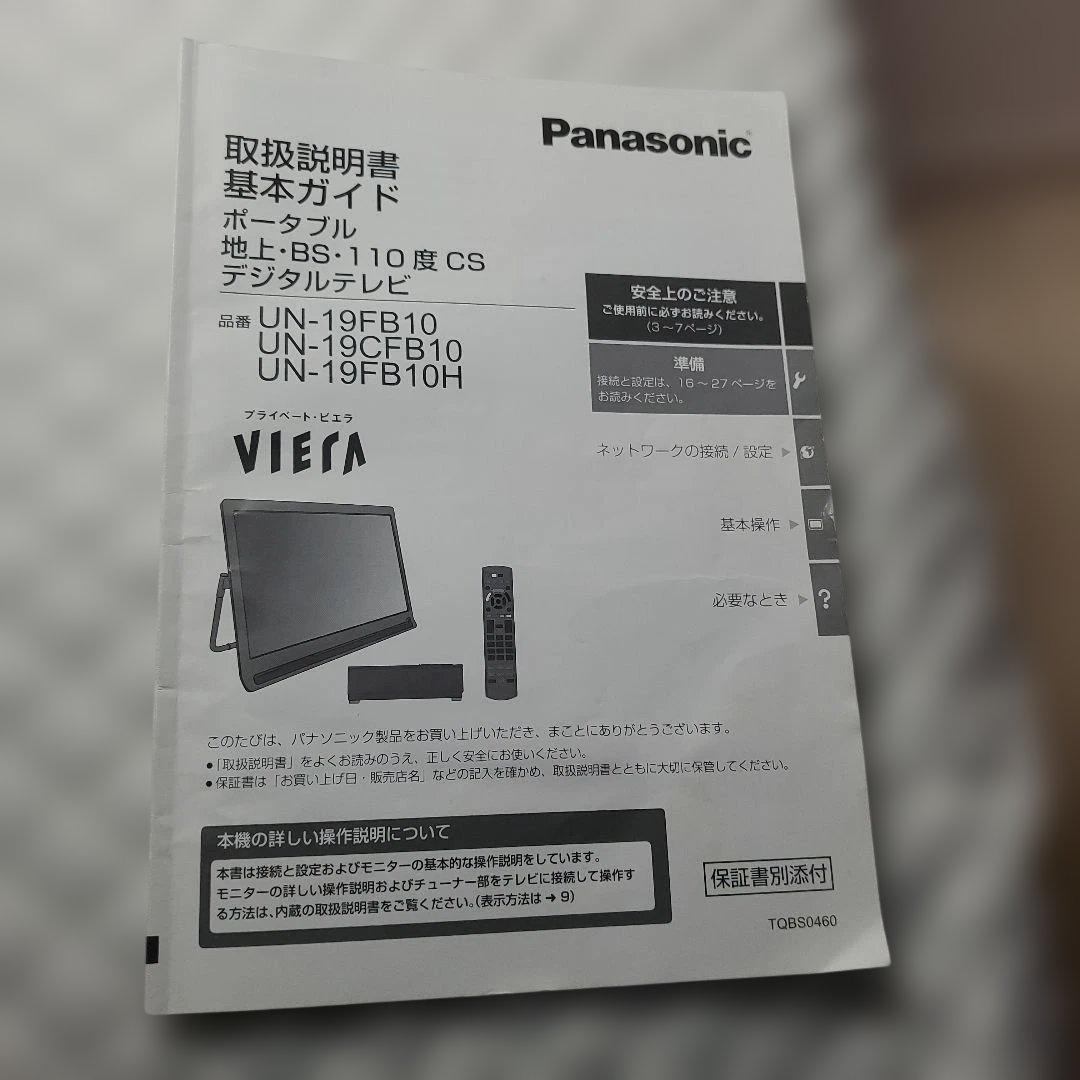 Panasonic
取扱説明書
基本ガイド
ポータブル
地上・BS・110度 CS
デジタルテレビ
品番 UN-19FB10
UN-19CFB10
UN-19FB10H
プライベート・ビエラ
VIERA
安全上のご注意
ご使用前に必ずお読みください。
(3～7ページ)
準備
接続と設定は、16～27ページを
お読みください。
ネットワークの接続/設定
基本操作
必要なとき
?
このたびは、パナソニック製品をお買い上げいただき、まことにありがとうございます。
●「取扱説明書」をよくお読みのうえ、正しく安全にお使いください。
●保証書は「お買い上げ日・販売店名」などの記入を確かめ、取扱説明書とともに大切に保管してください。
本機の詳しい操作説明について
本書は接続と設定およびモニターの基本的な操作説明をしています。
モニターの詳しい操作説明およびチューナー部をテレビに接続して操作す
る方法は、内蔵の取扱説明書をご覧ください。(表示方法は➜9)
保証書別添付
TQBS0460